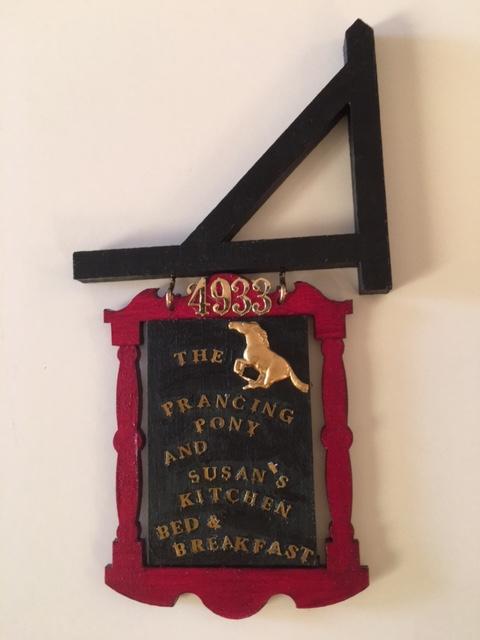 4933
THE
PRANCING
PONY
AND
SUSAN'S
KITCHEN
BED &
BREAKFAST